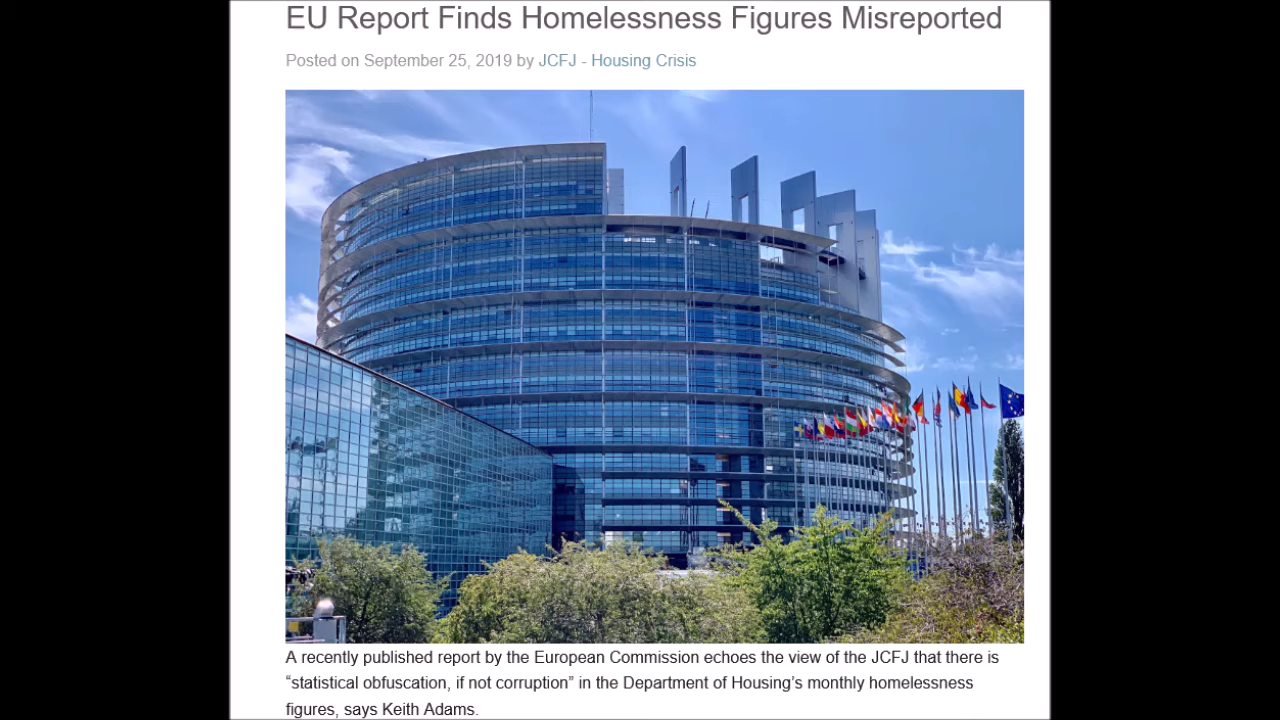 EU Report Finds Homelessness Figures Misreported
Posted on September 25, 2019 by JCFJ - Housing Crisis
A recently published report by the European Commission echoes the view of the JCFJ that there is
“statistical obfuscation, if not corruption” in the Department of Housing’s monthly homelessness
figures, says Keith Adams.